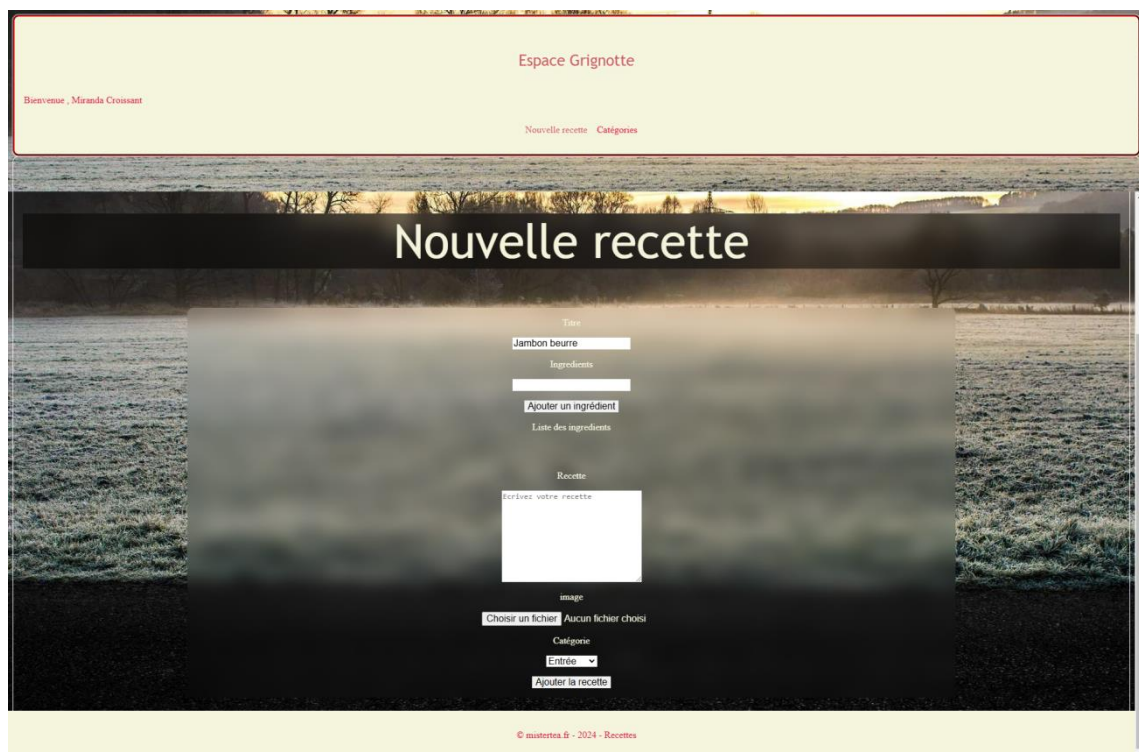 Espace Grignotte
Bienvenue , Miranda Croissant
Nouvelle recette Catégories
Nouvelle recette
Titre
Jambon beurre
Ingredients
Ajouter un ingrédient
Liste des ingredients
Recette
Ecrivez votre recette
image
Choisir un fichier Aucun fichier choisi
Catégorie
Entrée
Ajouter la recette
© mistertea.fr - 2024 - Recettes